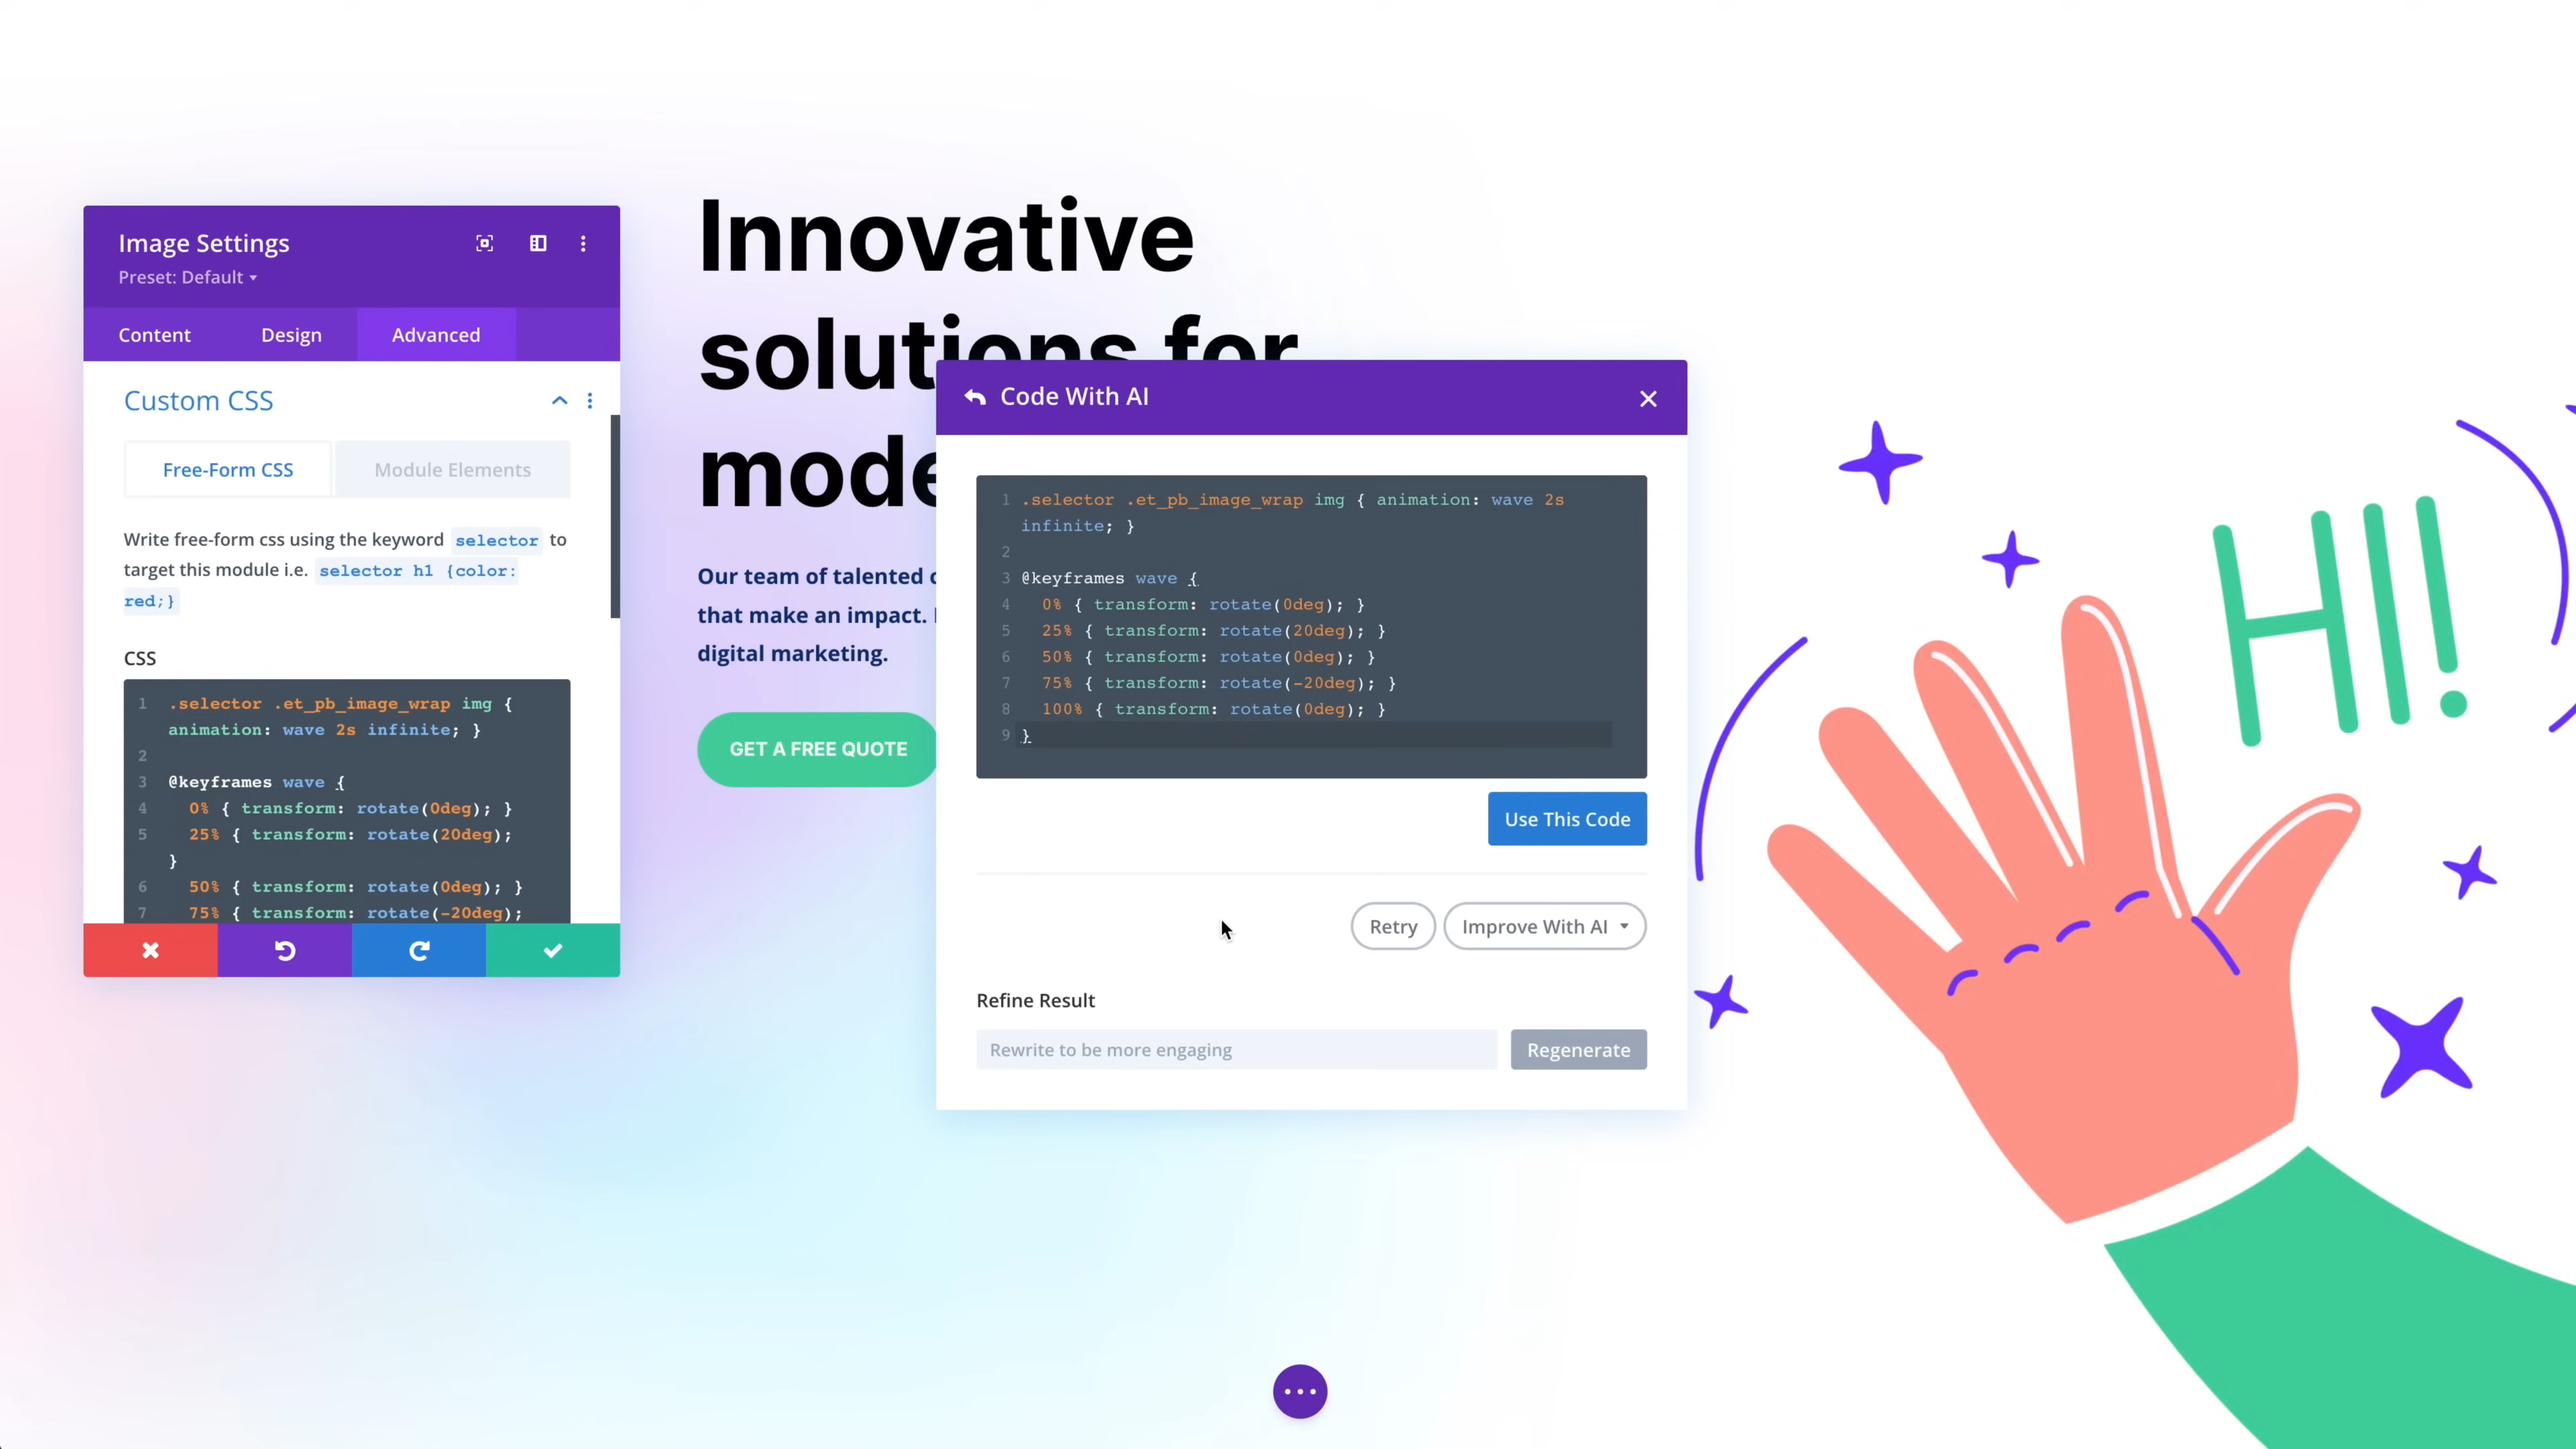 Image Settings
Preset: Default
Content
Design
Advanced
Custom CSS
Free-Form CSS
Module Elements
Write free-form css using the keyword selector to
target this module i.e. selector h1 {color:
red;}
CSS
1 .selector .et_pb_image_wrap img {
animation: wave 2s infinite; }
2
3 @keyframes wave {
4 0% { transform: rotate(0deg); }
5 25% { transform: rotate(20deg);
}
6 50% { transform: rotate(0deg); }
7 75% { transform: rotate(-20deg);
Innovative
solutions for
mode
Our team of talented
that make an impact.
digital marketing.
GET A FREE QUOTE
Code With AI
1 .selector .et_pb_image_wrap img { animation: wave 2s
infinite; }
2
3 @keyframes wave {
4 0% { transform: rotate(0deg); }
5 25% { transform: rotate(20deg); }
6 50% { transform: rotate(0deg); }
7 75% { transform: rotate(-20deg); }
8 100% { transform: rotate(0deg); }
9 }
Use This Code
Retry
Improve With AI
Refine Result
Rewrite to be more engaging
Regenerate
HI!